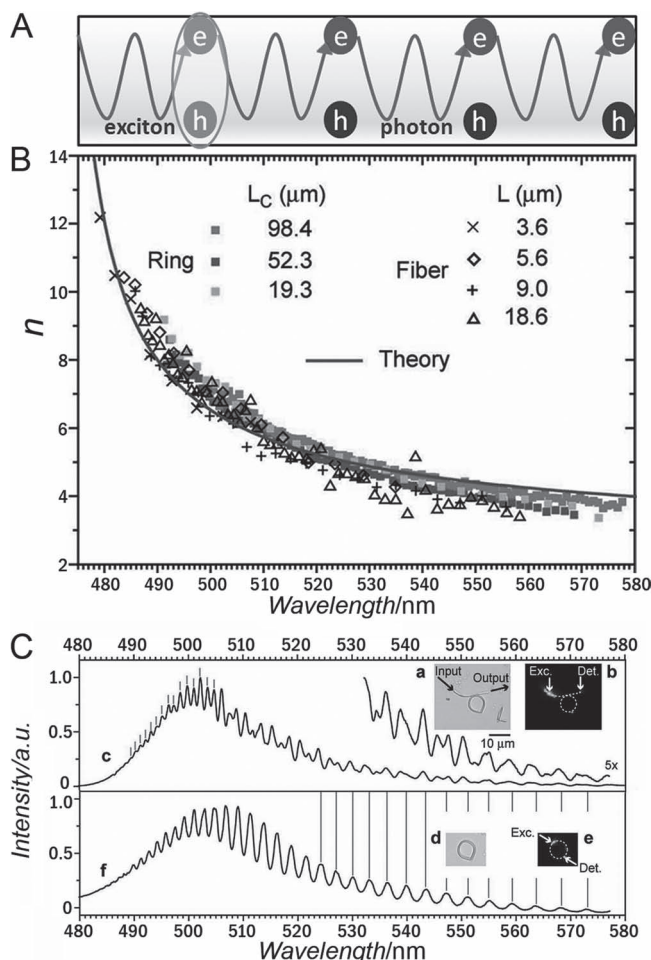 A
e e e e
exciton h h photon h h
B
14
12
10
8
6
4
2
n
L_C (μm) L (μm)
98.4 × 3.6
Ring 52.3 Fiber ◇ 5.6
19.3 + 9.0
△ 18.6
Theory
480 490 500 510 520 530 540 550 560 570 580
Wavelength/nm
C 480 490 500 510 520 530 540 550 560 570 580
1.0
0.5
0
a Input Output Exc. Det. b
10 μm
c 5x
Intensity/a.u.
1.0
0.5
0
d Exc. e
Det.
f
480 490 500 510 520 530 540 550 560 570 580
Wavelength/nm